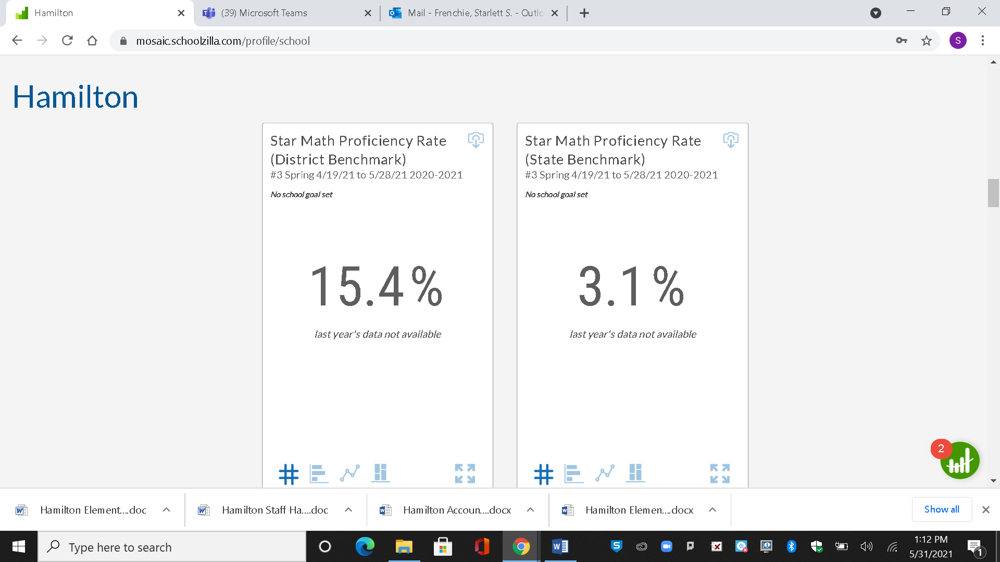 Hamilton
(39) Microsoft Teams
Mail - Frenchie, Starlett S. - Outlo
mosaic.schoolzilla.com/profile/school
S
Hamilton
Star Math Proficiency Rate
(District Benchmark)
#3 Spring 4/19/21 to 5/28/21 2020-2021
No school goal set
15.4%
last year's data not available
Star Math Proficiency Rate
(State Benchmark)
#3 Spring 4/19/21 to 5/28/21 2020-2021
No school goal set
3.1%
last year's data not available
2
Hamilton Element....doc
Hamilton Staff Ha....doc
Hamilton Accoun....docx
Hamilton Elemen....docx
Show all
Type here to search
1:12 PM
5/31/2021
1